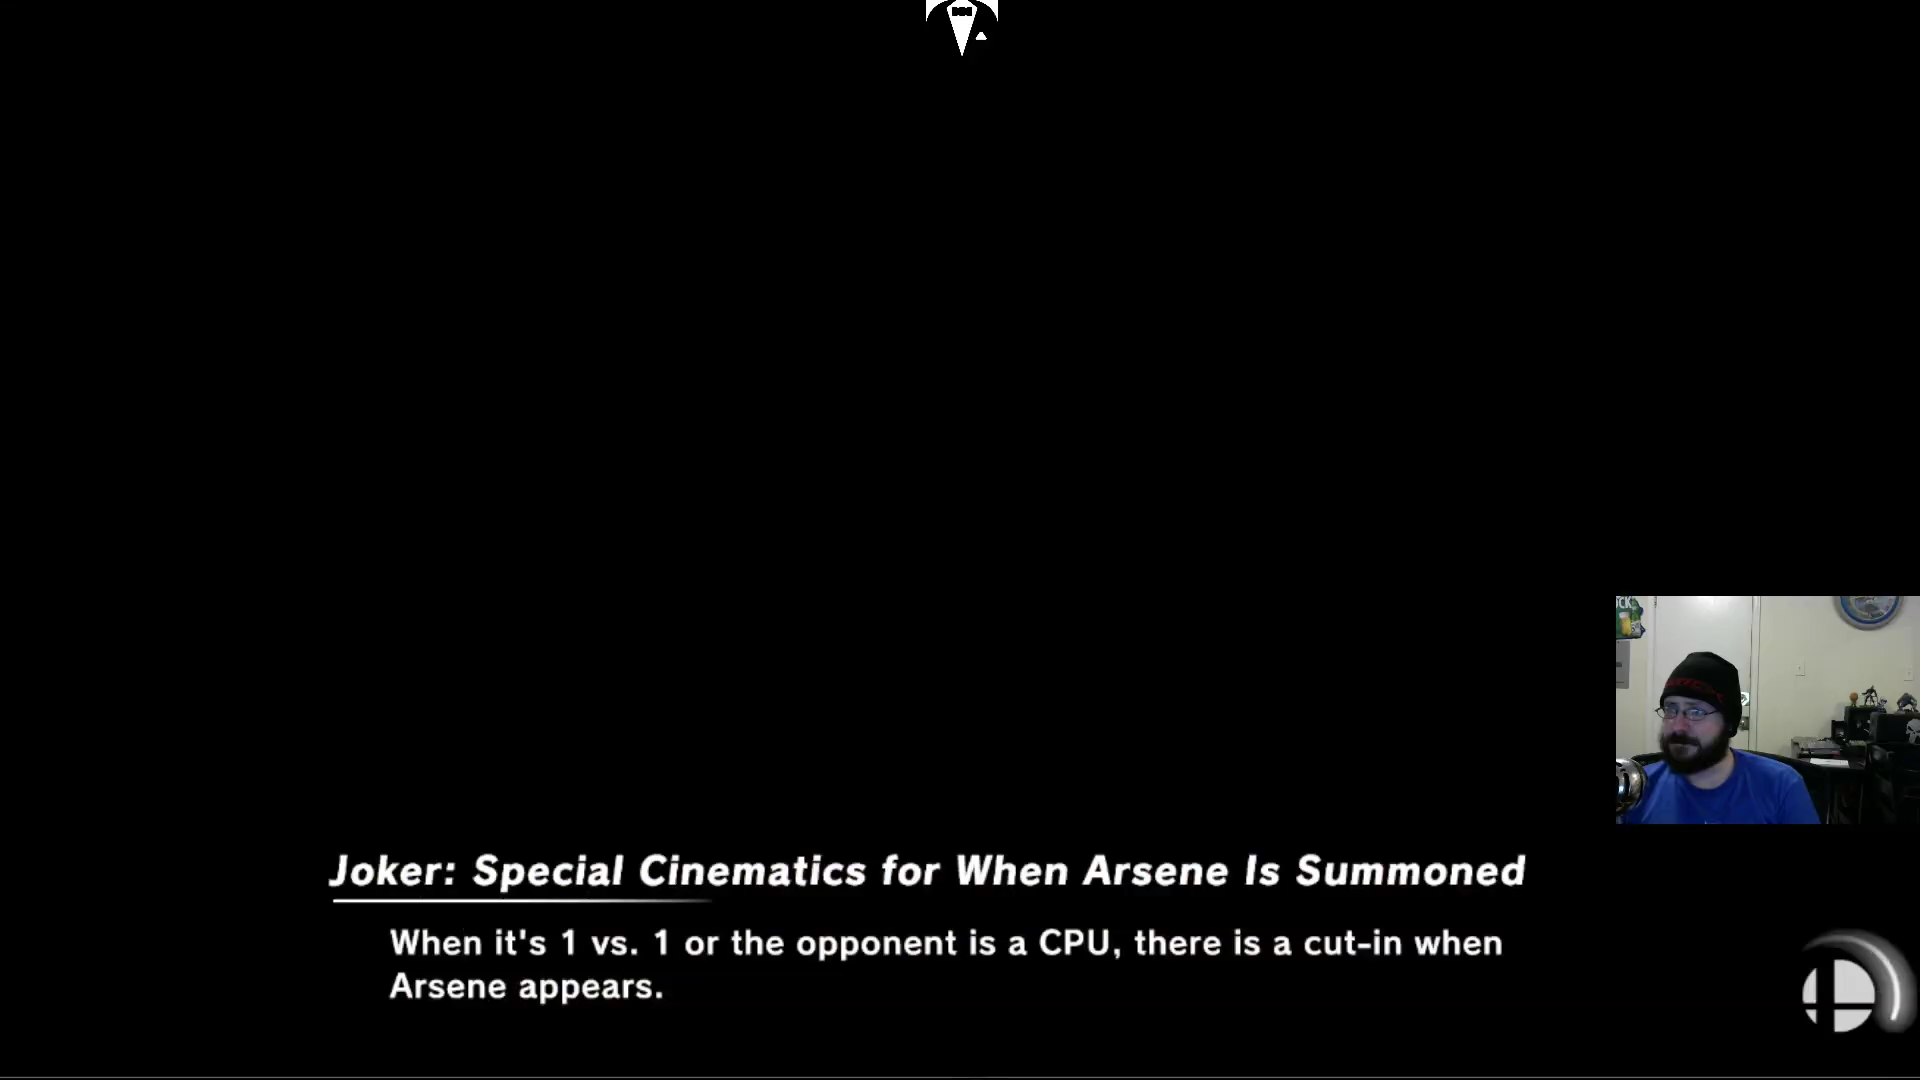 Joker: Special Cinematics for When Arsene Is Summoned
When it's 1 vs. 1 or the opponent is a CPU, there is a cut-in when
Arsene appears.